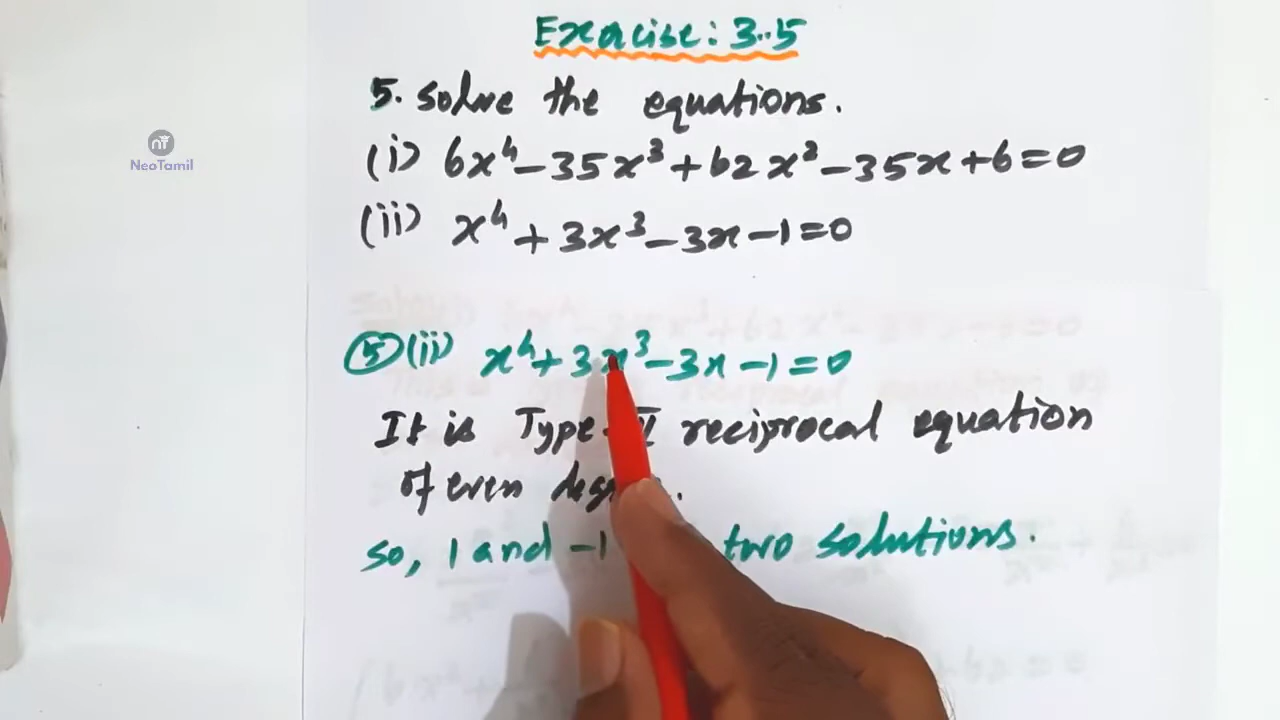 Exercise: 3.5
5. Solve the equations.
(i) 6x⁴-35x³+62x²-35x+6=0
(ii) x⁴+3x³-3x-1=0
NeoTamil
⑤(ii) x⁴+3x³-3x-1=0
It is Type reciprocal equation
of even
so, 1 and -1 two solutions.